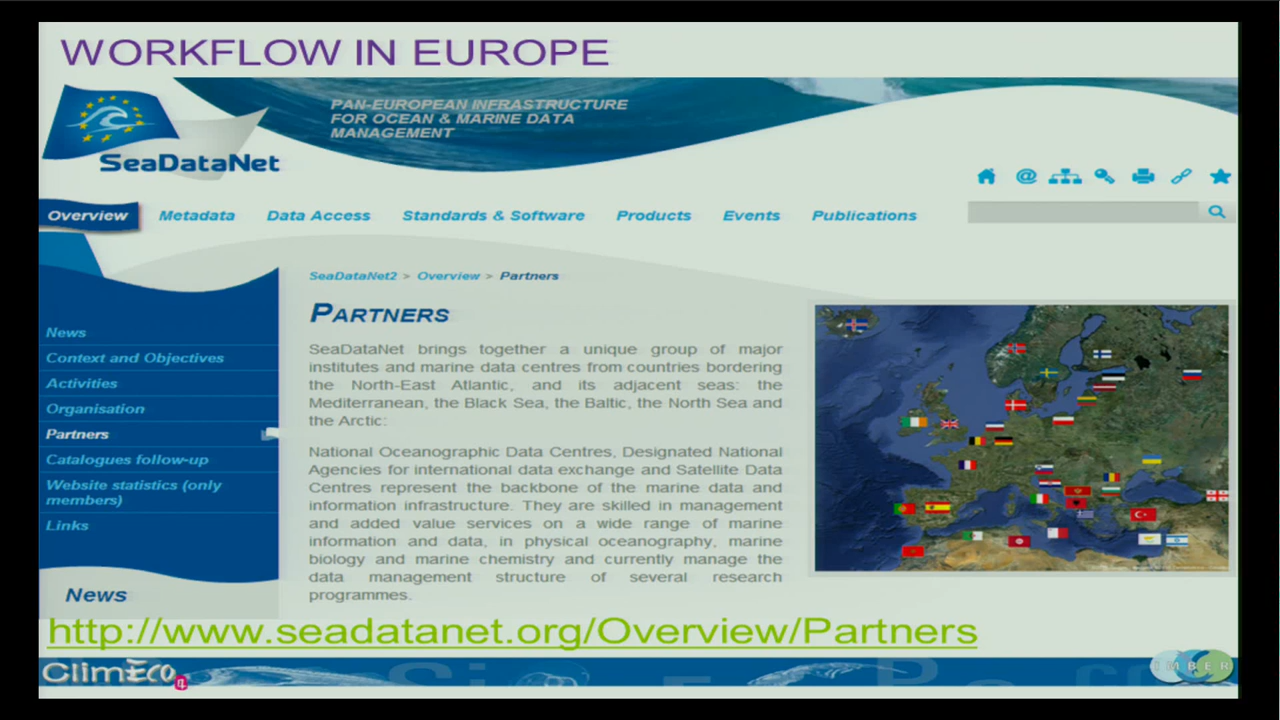 WORKFLOW IN EUROPE
PAN-EUROPEAN INFRASTRUCTURE
FOR OCEAN & MARINE DATA
MANAGEMENT
SeaDataNet
Overview Metadata Data Access Standards & Software Products Events Publications
SeaDataNet2 > Overview > Partners
PARTNERS
News
Context and Objectives
Activities
Organisation
Partners
Catalogues follow-up
Website statistics (only
members)
Links
News
SeaDataNet brings together a unique group of major
institutes and marine data centres from countries bordering
the North-East Atlantic, and its adjacent seas: the
Mediterranean, the Black Sea, the Baltic, the North Sea and
the Arctic:
National Oceanographic Data Centres, Designated National
Agencies for international data exchange and Satellite Data
Centres represent the backbone of the marine data and
information infrastructure. They are skilled in management
and added value services on a wide range of marine
information and data, in physical oceanography, marine
biology and marine chemistry and currently manage the
data management structure of several research
programmes.
http://www.seadatanet.org/Overview/Partners
ClimEco4
IMBER